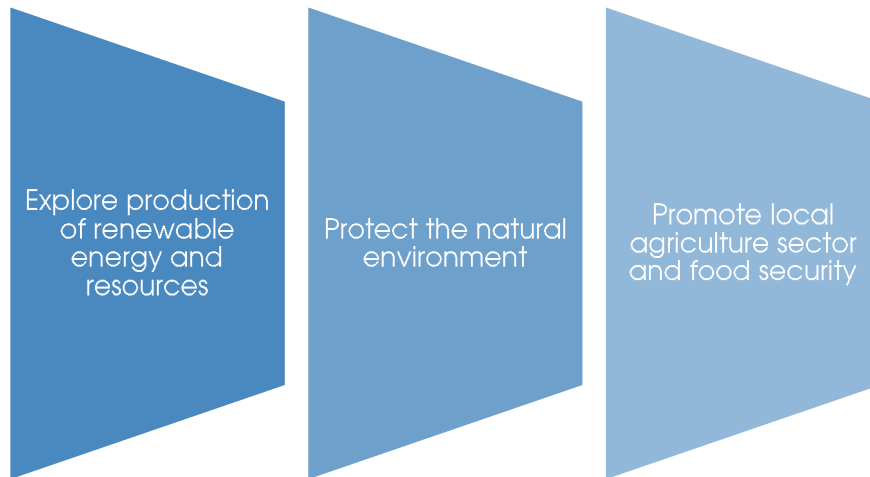 Explore production
of renewable
energy and
resources
Protect the natural
environment
Promote local
agriculture sector
and food security